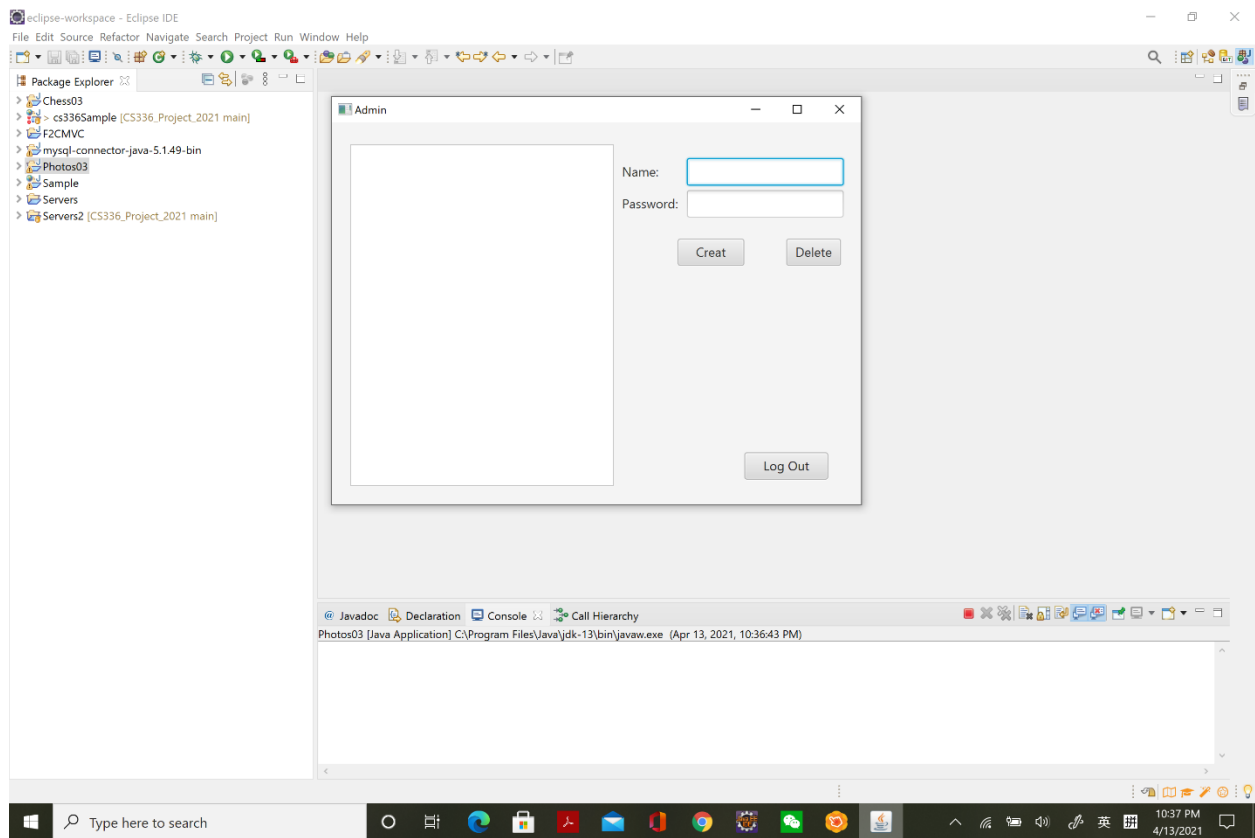 eclipse-workspace - Eclipse IDE
File Edit Source Refactor Navigate Search Project Run Window Help
Package Explorer
Chess03
> cs336Sample [CS336_Project_2021 main]
F2CMVC
mysql-connector-java-5.1.49-bin
Photos03
Sample
Servers
Servers2 [CS336_Project_2021 main]
Admin
Name:
Password:
Creat Delete
Log Out
@ Javadoc Declaration Console Call Hierarchy
Photos03 [Java Application] C:\Program Files\Java\jdk-13\bin\javaw.exe (Apr 13, 2021, 10:36:43 PM)
Type here to search
英 拼
10:37 PM
4/13/2021